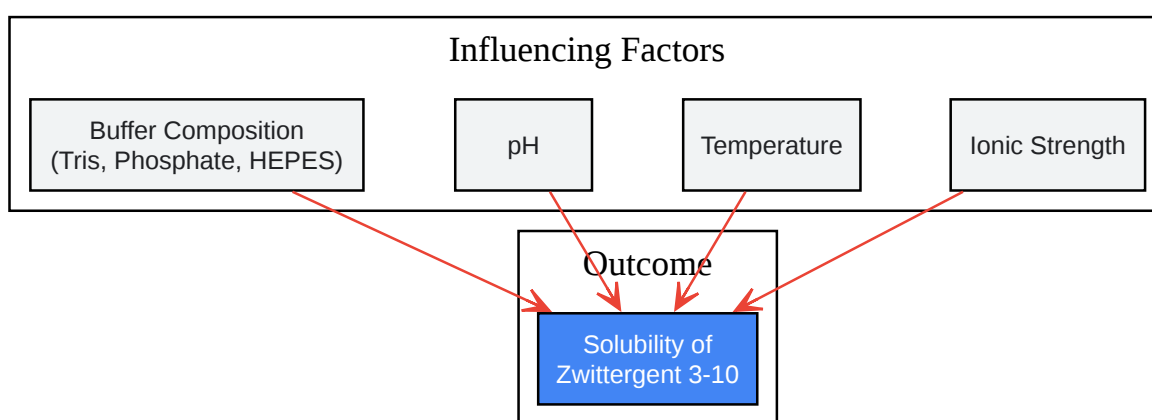 Influencing Factors
Buffer Composition
(Tris, Phosphate, HEPES)
pH
Temperature
Ionic Strength
Outcome
Solubility of
Zwittergent 3-10